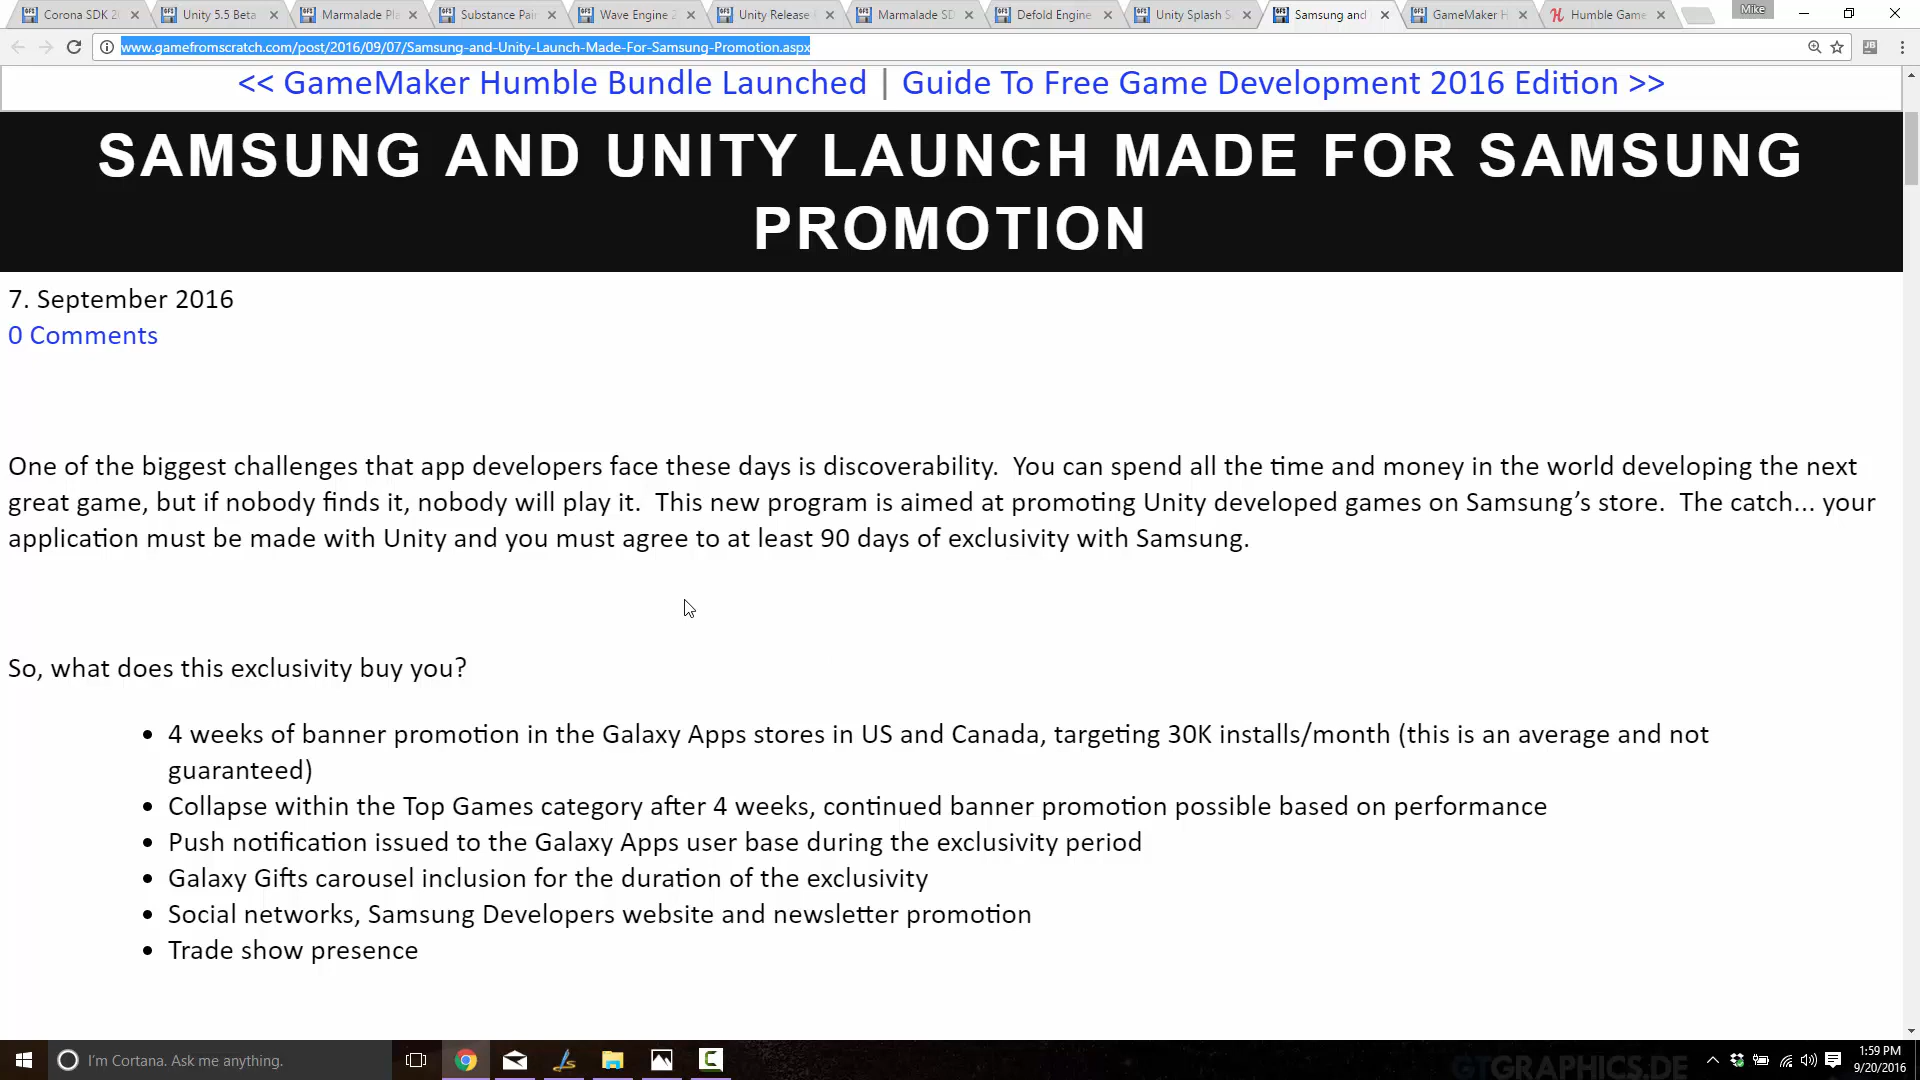 Corona SDK 20
Unity 5.5 Beta
Marmalade Pla
Substance Pain
Wave Engine 2
Unity Release
Marmalade SD
Defold Engine
Unity Splash S
Samsung and
GameMaker H
Humble Game
Mike
www.gamefromscratch.com/post/2016/09/07/Samsung-and-Unity-Launch-Made-For-Samsung-Promotion.aspx
<< GameMaker Humble Bundle Launched | Guide To Free Game Development 2016 Edition >>
SAMSUNG AND UNITY LAUNCH MADE FOR SAMSUNG
PROMOTION
7. September 2016
0 Comments
One of the biggest challenges that app developers face these days is discoverability. You can spend all the time and money in the world developing the next
great game, but if nobody finds it, nobody will play it. This new program is aimed at promoting Unity developed games on Samsung’s store. The catch... your
application must be made with Unity and you must agree to at least 90 days of exclusivity with Samsung.
So, what does this exclusivity buy you?
• 4 weeks of banner promotion in the Galaxy Apps stores in US and Canada, targeting 30K installs/month (this is an average and not
guaranteed)
• Collapse within the Top Games category after 4 weeks, continued banner promotion possible based on performance
• Push notification issued to the Galaxy Apps user base during the exclusivity period
• Galaxy Gifts carousel inclusion for the duration of the exclusivity
• Social networks, Samsung Developers website and newsletter promotion
• Trade show presence
I'm Cortana. Ask me anything.
GTGRAPHICS.DE
1:59 PM
9/20/2016